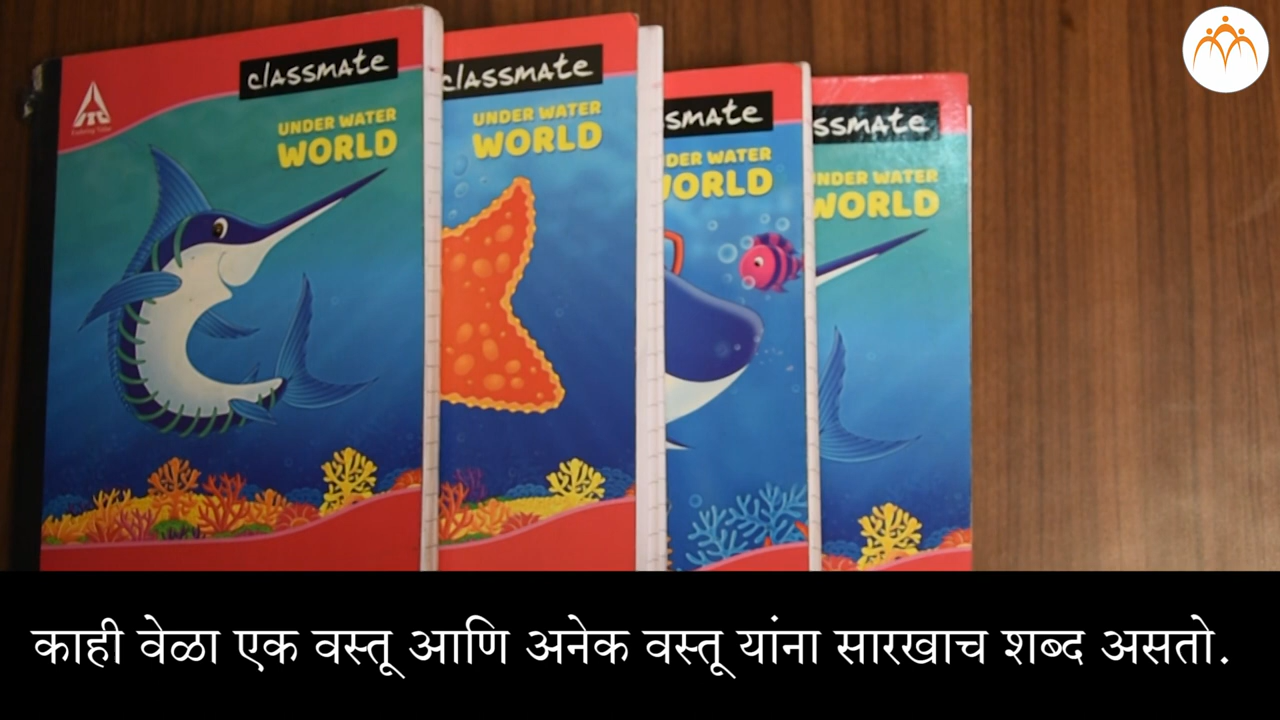 classmate
UNDER WATER
WORLD
classmate
UNDER WATER
WORLD
smate
DER WATER
WORLD
ssmate
UNDER WATER
WORLD
काही वेळा एक वस्तू आणि अनेक वस्तू यांना सारखाच शब्द असतो.